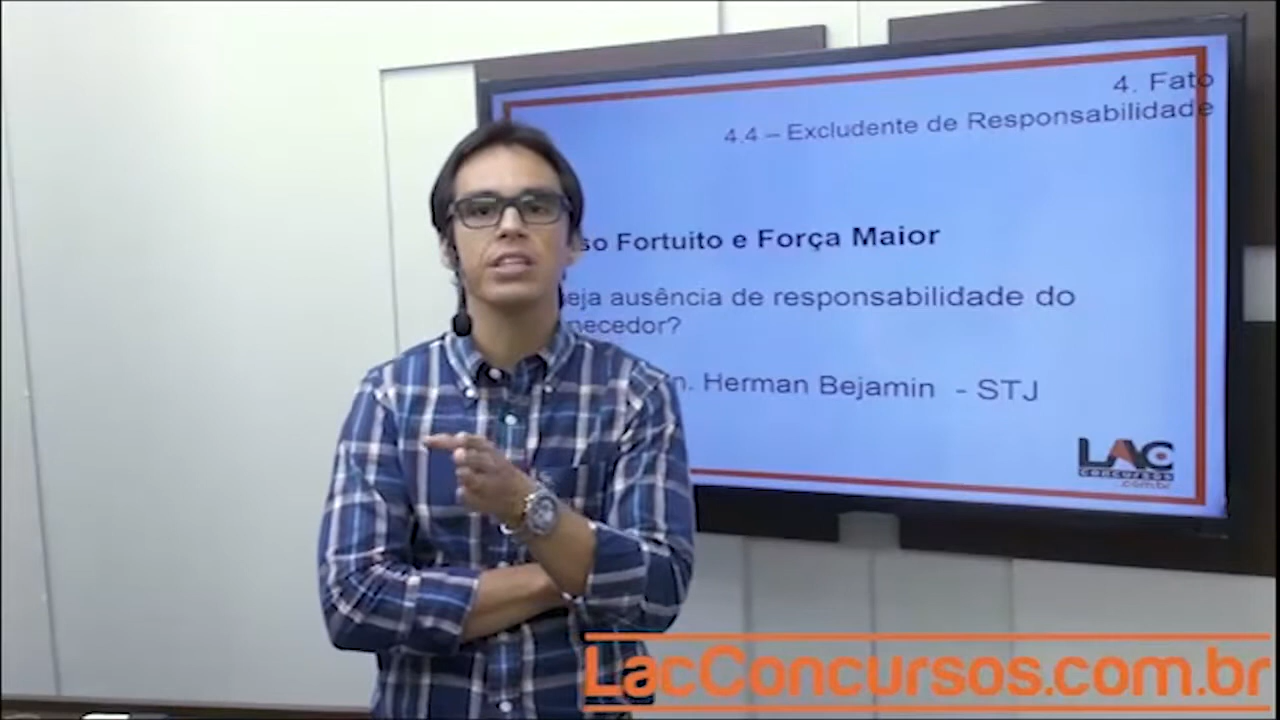 4. Fato
4.4 – Excludente de Responsabilidade
so Fortuito e Força Maior
eja ausência de responsabilidade do
necedor?
n. Herman Bejamin - STJ
LAC
concursos
.com.br
LacConcursos.com.br